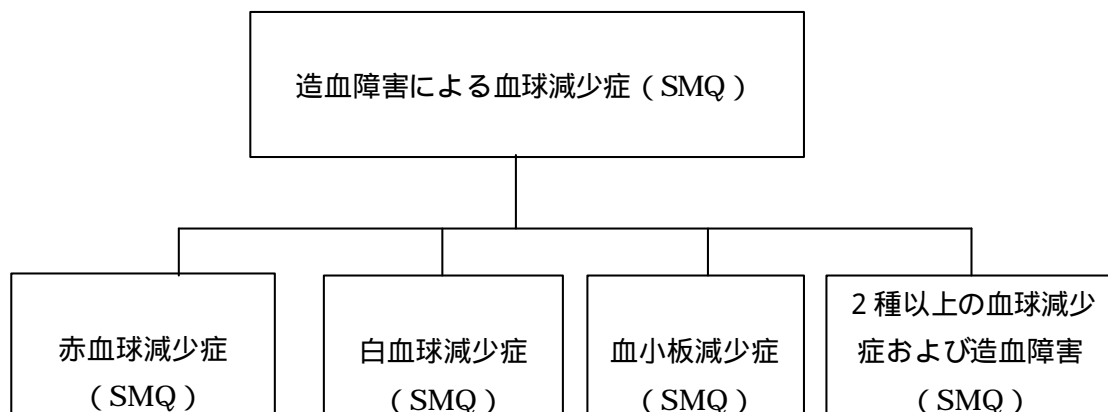 造血障害による血球減少症（SMQ）
赤血球減少症
（SMQ）
白血球減少症
（SMQ）
血小板減少症
（SMQ）
2種以上の血球減少
症および造血障害
（SMQ）